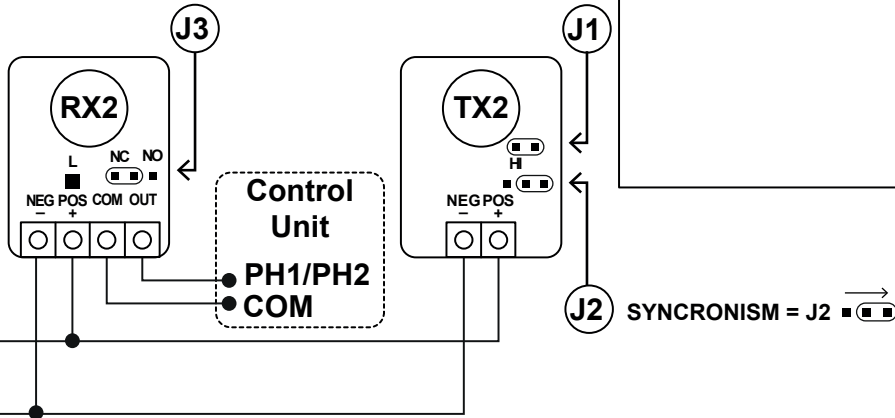 J3
J1
RX2
TX2
L NC NO
HI
NEG POS COM OUT
– +
NEG POS
– +
Control
Unit
PH1/PH2
COM
J2
SYNCRONISM = J2